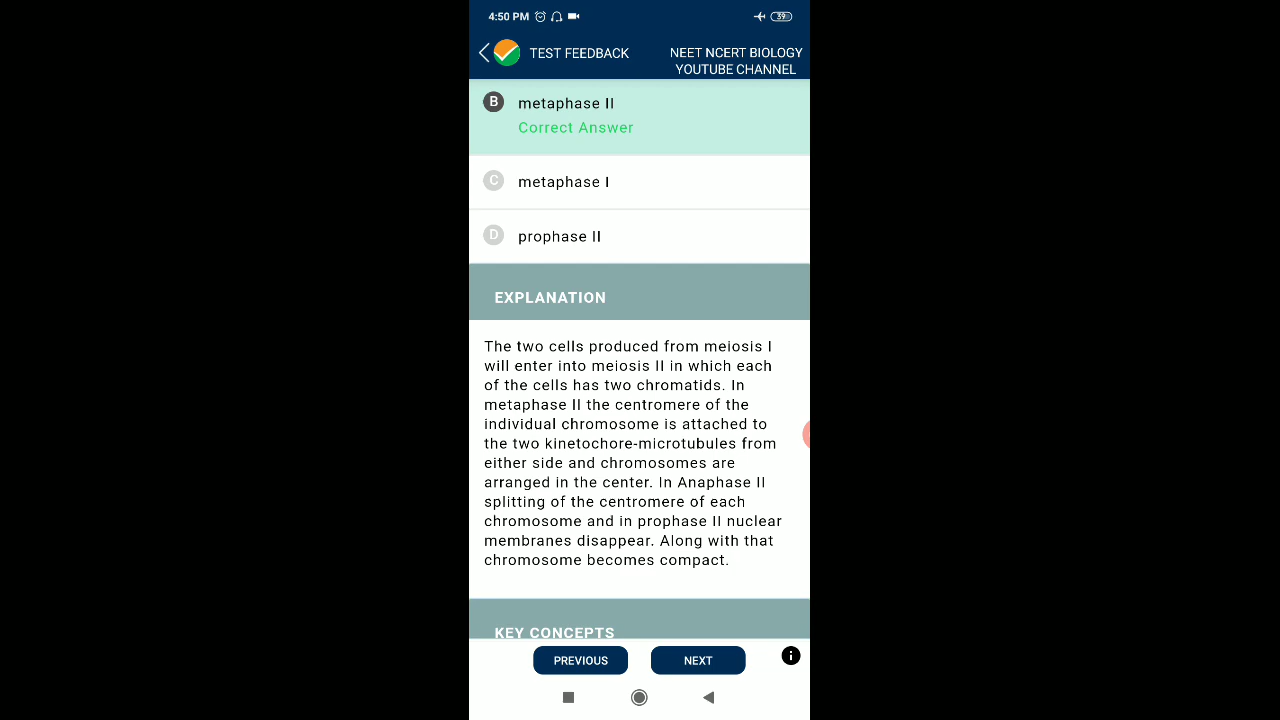 4:50 PM
39
TEST FEEDBACK
NEET NCERT BIOLOGY
YOUTUBE CHANNEL
B metaphase II
Correct Answer
C metaphase I
D prophase II
EXPLANATION
The two cells produced from meiosis I
will enter into meiosis II in which each
of the cells has two chromatids. In
metaphase II the centromere of the
individual chromosome is attached to
the two kinetochore-microtubules from
either side and chromosomes are
arranged in the center. In Anaphase II
splitting of the centromere of each
chromosome and in prophase II nuclear
membranes disappear. Along with that
chromosome becomes compact.
KEY CONCEPTS
PREVIOUS
NEXT